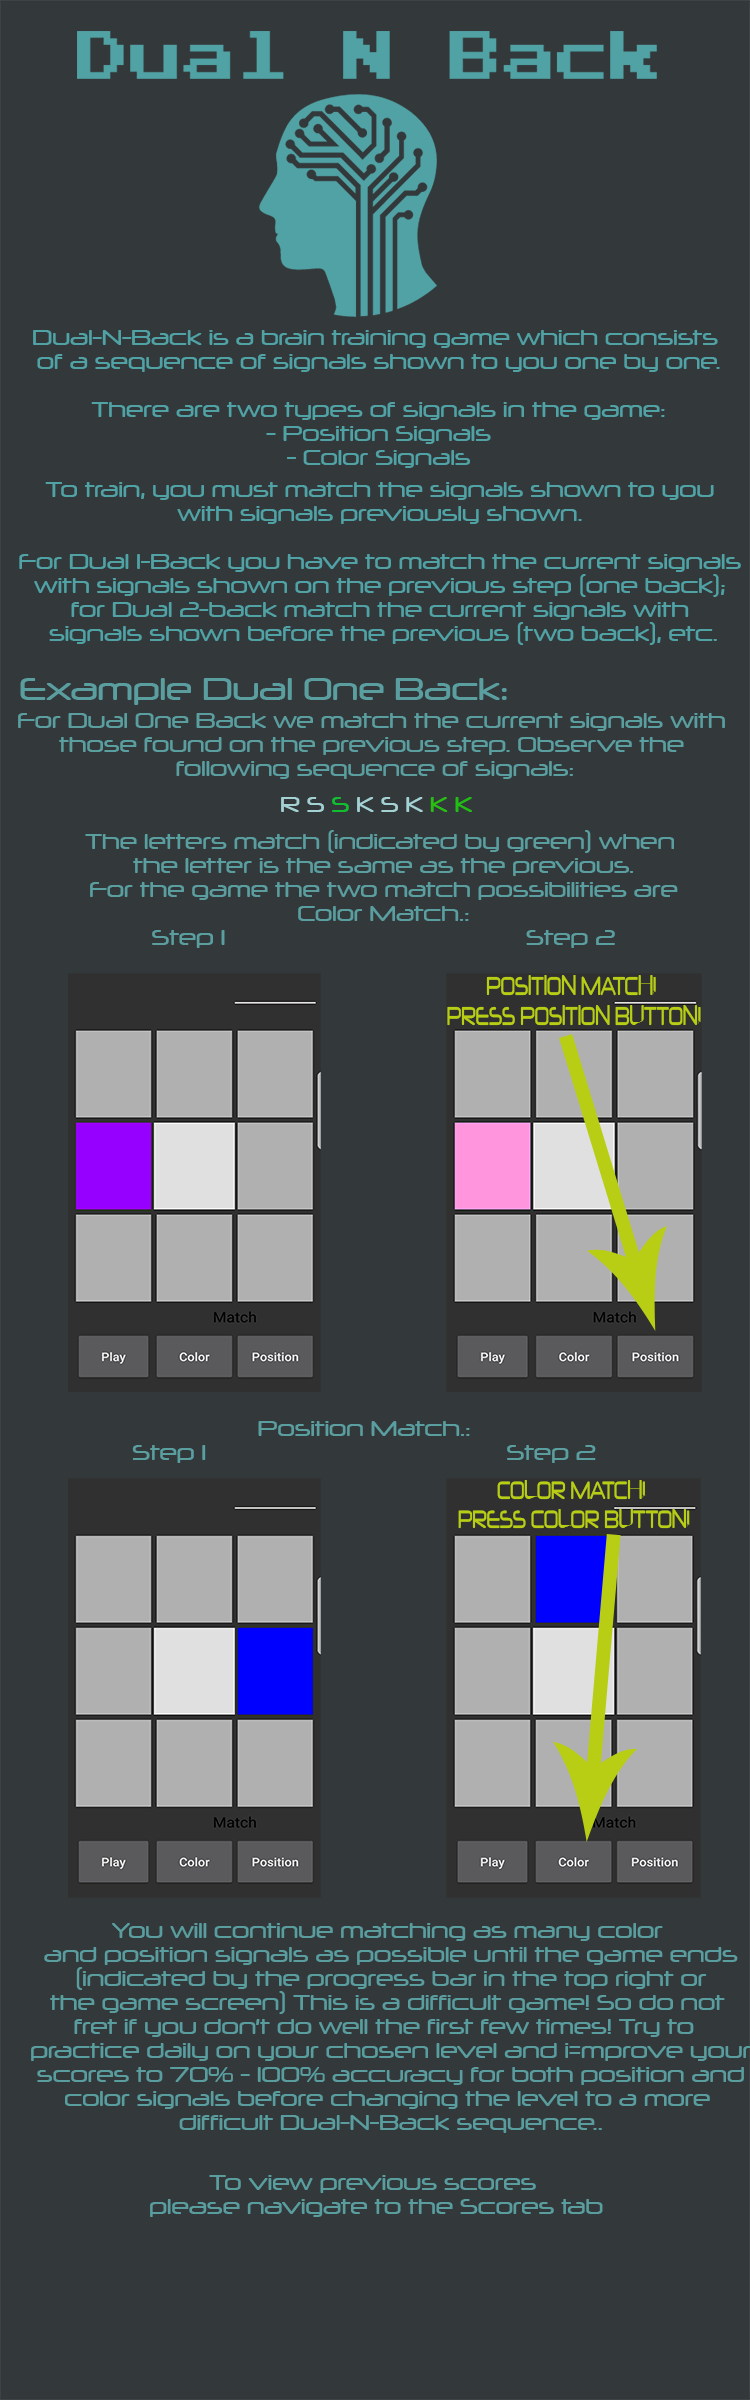 Dual N Back
Dual-N-Back is a brain training game which consists
of a sequence of signals shown to you one by one.
There are two types of signals in the game:
- Position Signals
- Color Signals
To train, you must match the signals shown to you
with signals previously shown.
For Dual 1-Back you have to match the current signals
with signals shown on the previous step (one back);
for Dual 2-back match the current signals with
signals shown before the previous (two back), etc.
Example Dual One Back:
For Dual One Back we match the current signals with
those found on the previous step. Observe the
following sequence of signals:
R S S K S K K K
The letters match (indicated by green) when
the letter is the same as the previous.
For the game the two match possibilities are
Color Match.:
Step 1 Step 2
POSITION MATCH!
PRESS POSITION BUTTON!
Match Match
Play Color Position Play Color Position
Position Match.:
Step 1 Step 2
COLOR MATCH!
PRESS COLOR BUTTON!
Match Match
Play Color Position Play Color Position
You will continue matching as many color
and position signals as possible until the game ends
(indicated by the progress bar in the top right or
the game screen) This is a difficult game! So do not
fret if you don't do well the first few times! Try to
practice daily on your chosen level and i=mprove your
scores to 70% - 100% accuracy for both position and
color signals before changing the level to a more
difficult Dual-N-Back sequence..
To view previous scores
please navigate to the Scores tab